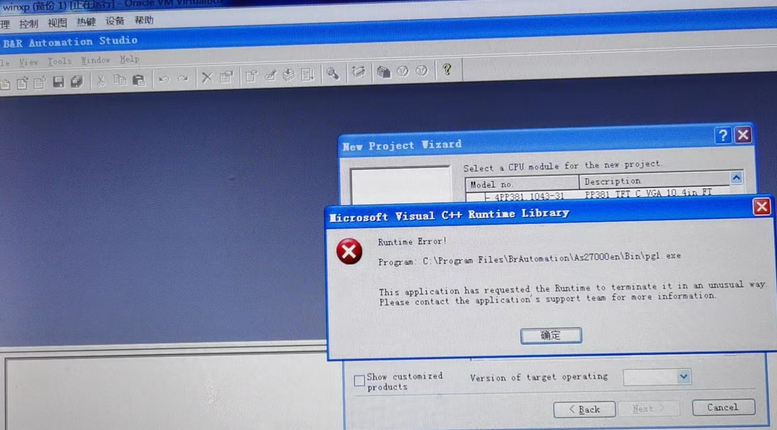 winxp (备份 1) [正在运行] - Oracle VM VirtualBox
理 控制 视图 热键 设备 帮助
B&R Automation Studio
View Tools Window Help
New Project Wizard
Select a CPU module for the new project.
Model no. Description
4PP381.1043-31 PP381 TFT C VGA 10.4in FT
Microsoft Visual C++ Runtime Library
Runtime Error!
Program: C:\Program Files\BrAutomation\As27000en\Bin\pg1.exe
This application has requested the Runtime to terminate it in an unusual way.
Please contact the application's support team for more information.
确定
Show customized
products
Version of target operating
< Back
Next >
Cancel